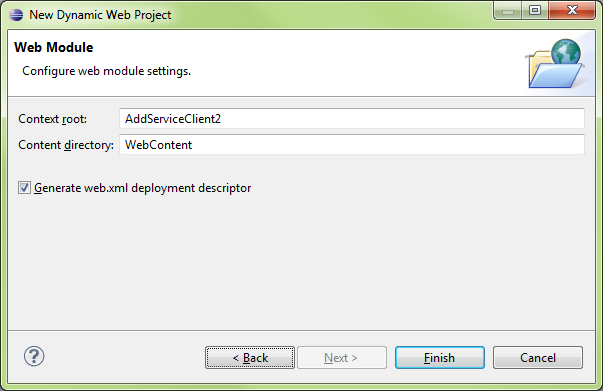 New Dynamic Web Project
Web Module
Configure web module settings.
Context root: AddServiceClient2
Content directory: WebContent
Generate web.xml deployment descriptor
? < Back Next > Finish Cancel